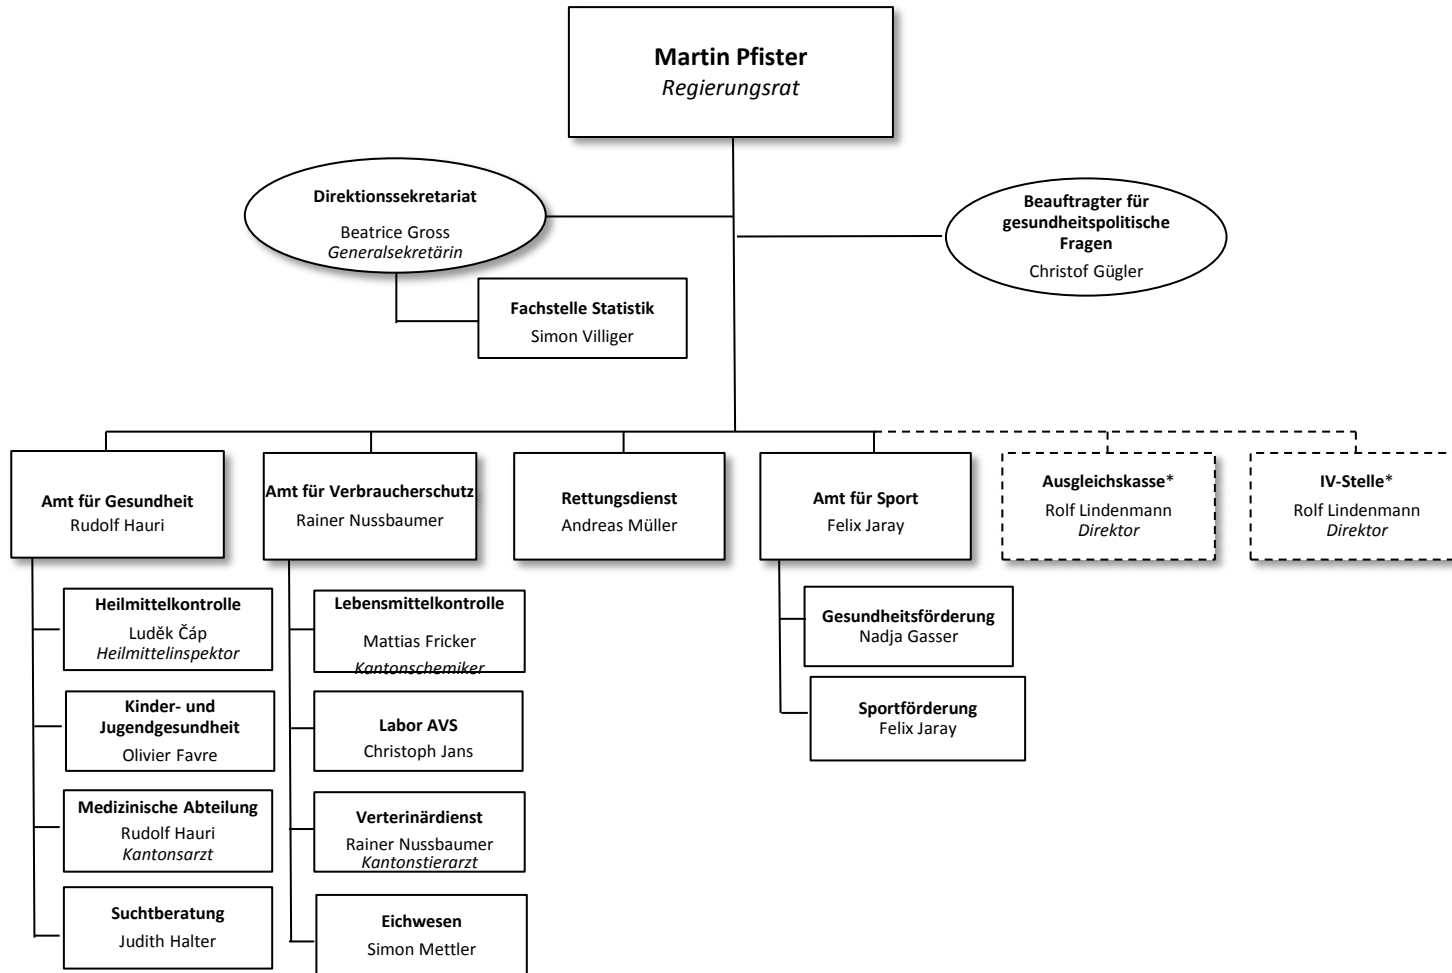 Martin Pfister
Regierungsrat
Direktionssekretariat
Beatrice Gross
Generalsekretärin
Beauftragter für
gesundheitspolitische
Fragen
Christof Gügler
Fachstelle Statistik
Simon Villiger
Amt für Gesundheit
Rudolf Hauri
Amt für Verbraucherschutz
Rainer Nussbaumer
Rettungsdienst
Andreas Müller
Amt für Sport
Felix Jaray
Ausgleichskasse*
Rolf Lindenmann
Direktor
IV-Stelle*
Rolf Lindenmann
Direktor
Heilmittelkontrolle
Luděk Čáp
Heilmittelinspektor
Kinder- und
Jugendgesundheit
Olivier Favre
Medizinische Abteilung
Rudolf Hauri
Kantonsarzt
Suchtberatung
Judith Halter
Lebensmittelkontrolle
Mattias Fricker
Kantonschemiker
Labor AVS
Christoph Jans
Verterinärdienst
Rainer Nussbaumer
Kantonstierarzt
Eichwesen
Simon Mettler
Gesundheitsförderung
Nadja Gasser
Sportförderung
Felix Jaray